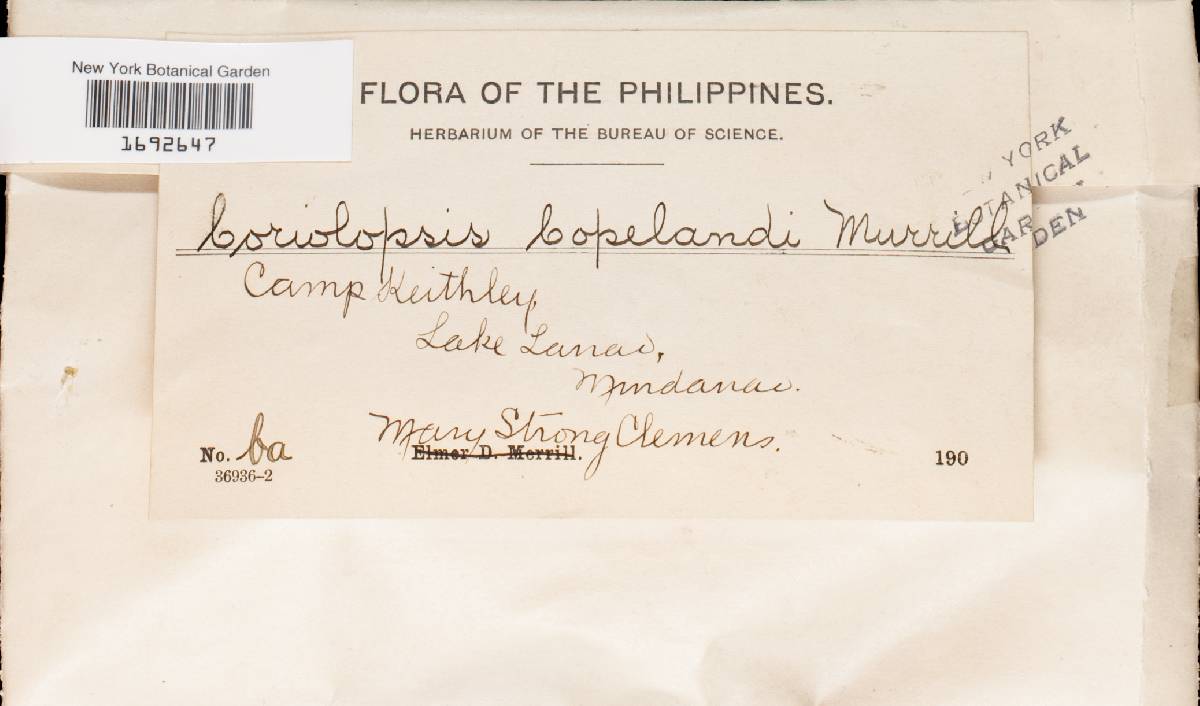 New York Botanical Garden
1692647
FLORA OF THE PHILIPPINES.
HERBARIUM OF THE BUREAU OF SCIENCE.
YORK
BOTANICAL
GARDEN
Coriolopsis Copelandi Murrill
Camp Keithley,
Lake Lanao,
Mindanao.
Mary Strong Clemens.
No. 6a
Elmer D. Merrill.
190
36936-2